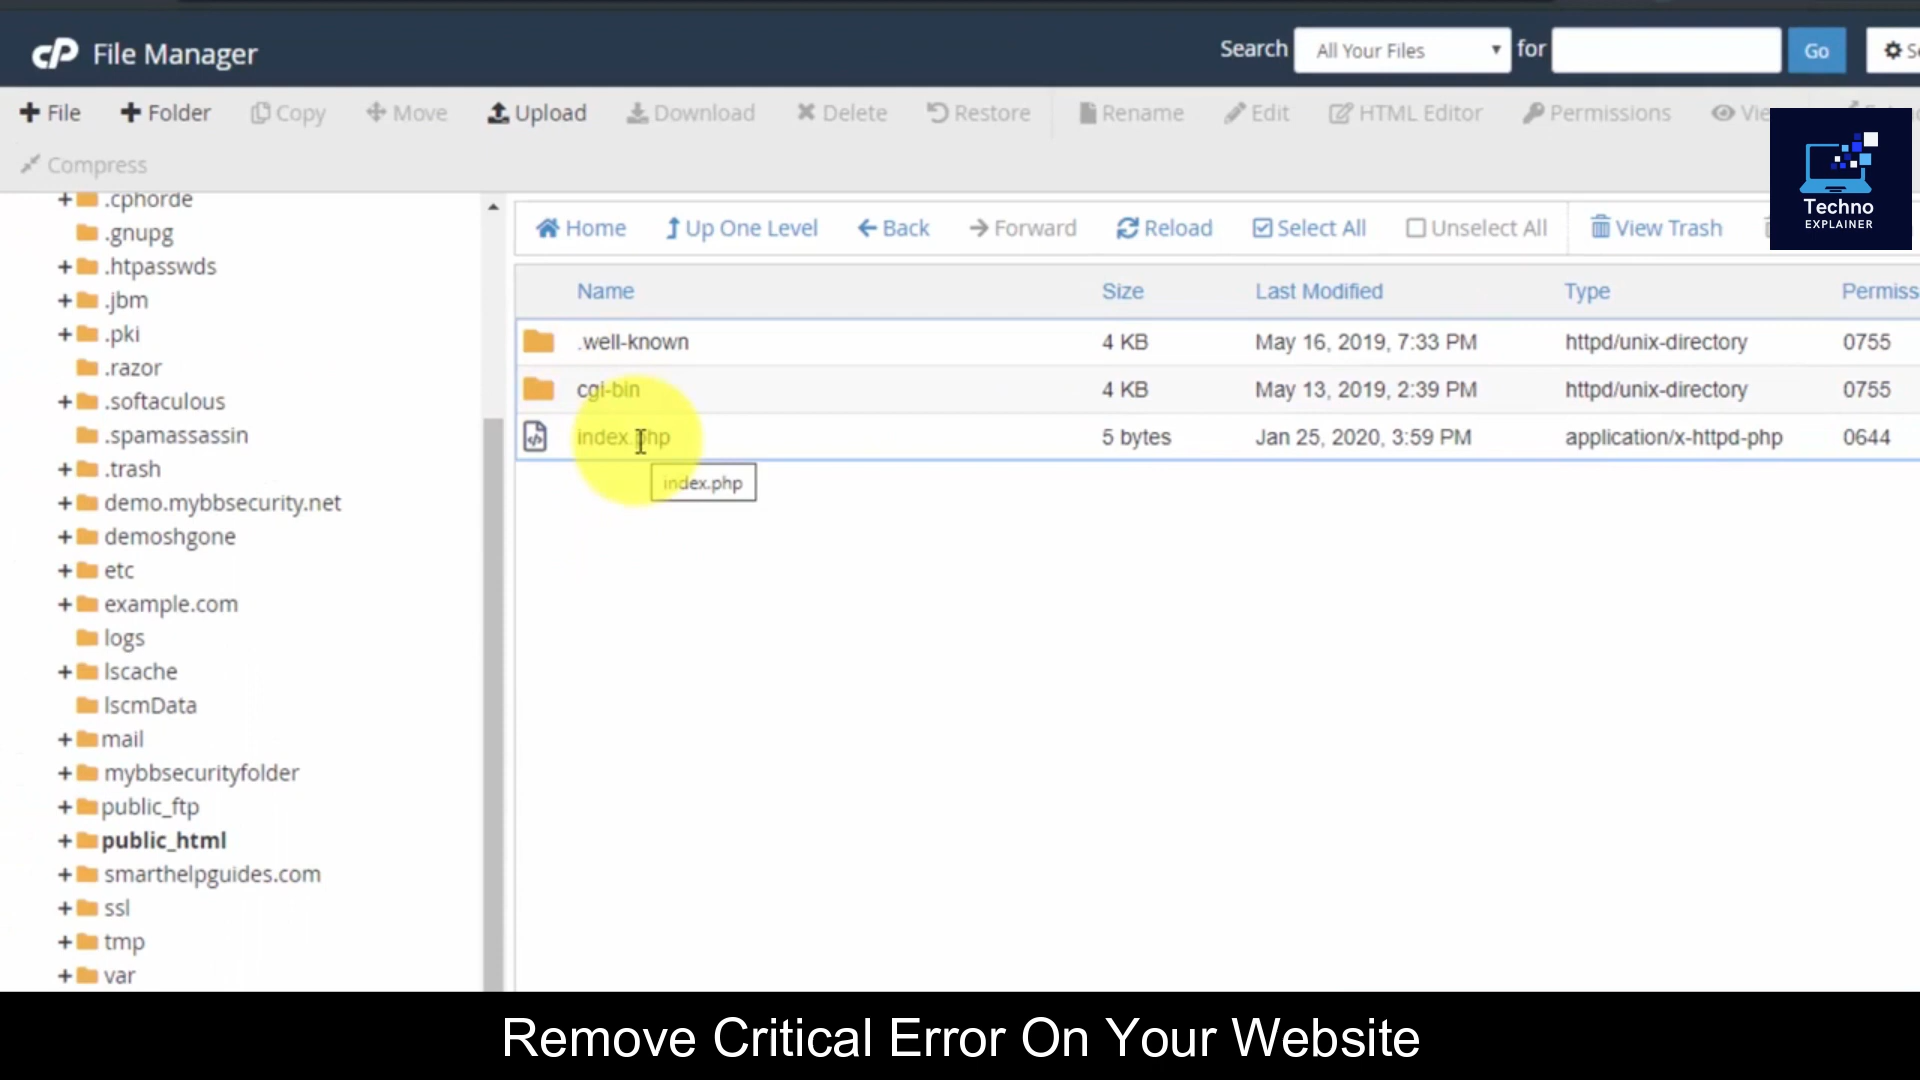 cP File Manager
Search All Your Files for Go
File Folder Copy Move Upload Download Delete Restore Rename Edit HTML Editor Permissions
Compress
Techno
EXPLAINER
.cphorde
.gnupg
.htpasswds
.jbm
.pki
.razor
.softaculous
.spamassassin
.trash
demo.mybbsecurity.net
demoshgone
etc
example.com
logs
lscache
lscmData
mail
mybbsecurityfolder
public_ftp
public_html
smarthelpguides.com
ssl
tmp
var
Home Up One Level Back Forward Reload Select All Unselect All View Trash
Name Size Last Modified Type Permiss
.well-known 4 KB May 16, 2019, 7:33 PM httpd/unix-directory 0755
cgi-bin 4 KB May 13, 2019, 2:39 PM httpd/unix-directory 0755
index.php 5 bytes Jan 25, 2020, 3:59 PM application/x-httpd-php 0644
index.php
Remove Critical Error On Your Website